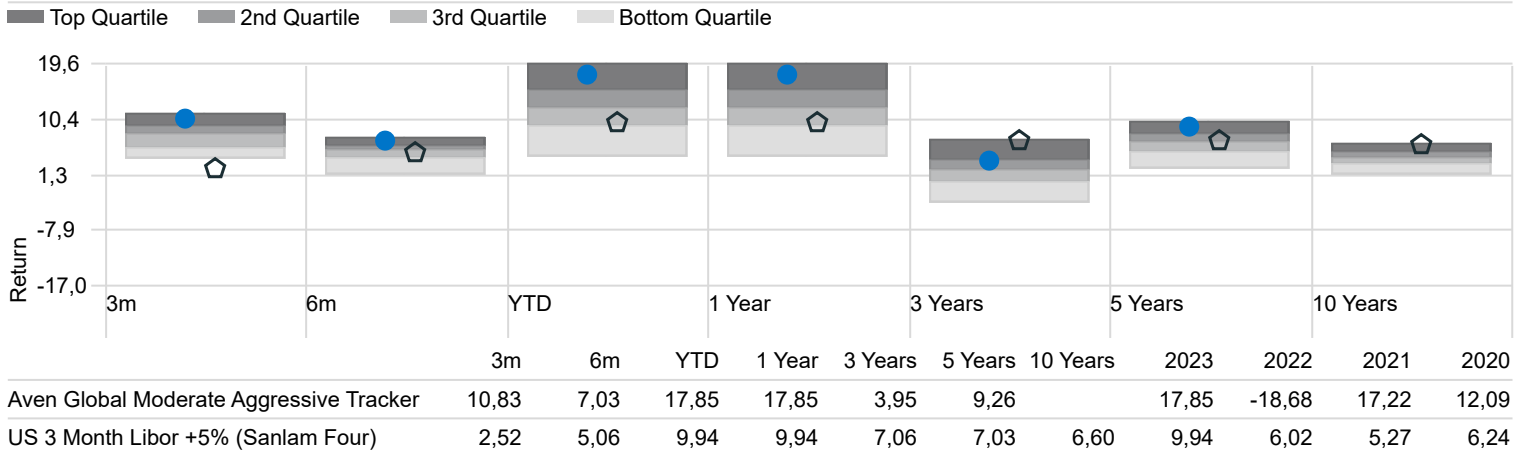 Top Quartile 2nd Quartile 3rd Quartile Bottom Quartile
19,6
10,4
1,3
-7,9
-17,0
Return
3m 6m YTD 1 Year 3 Years 5 Years 10 Years
3m 6m YTD 1 Year 3 Years 5 Years 10 Years 2023 2022 2021 2020
Aven Global Moderate Aggressive Tracker 10,83 7,03 17,85 17,85 3,95 9,26 17,85 -18,68 17,22 12,09
US 3 Month Libor +5% (Sanlam Four) 2,52 5,06 9,94 9,94 7,06 7,03 6,60 9,94 6,02 5,27 6,24